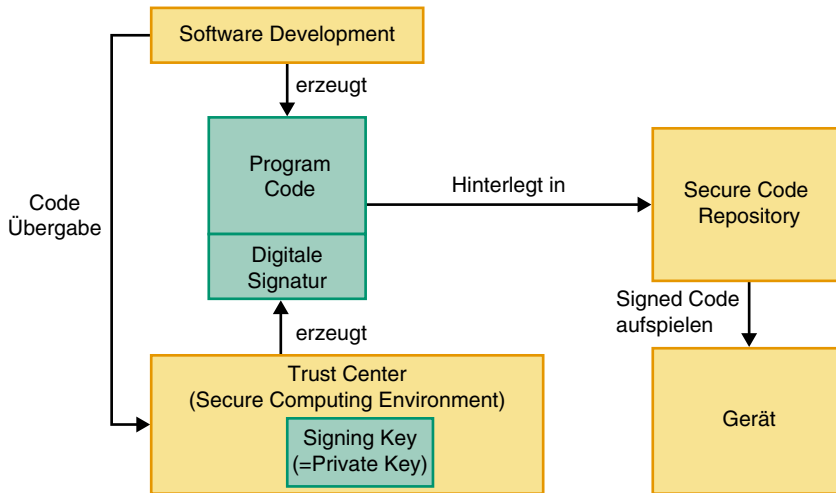 Software Development
erzeugt
Program
Code
Hinterlegt in
Secure Code
Repository
Code
Übergabe
Digitale
Signatur
Signed Code
aufspielen
erzeugt
Trust Center
(Secure Computing Environment)
Gerät
Signing Key
(=Private Key)